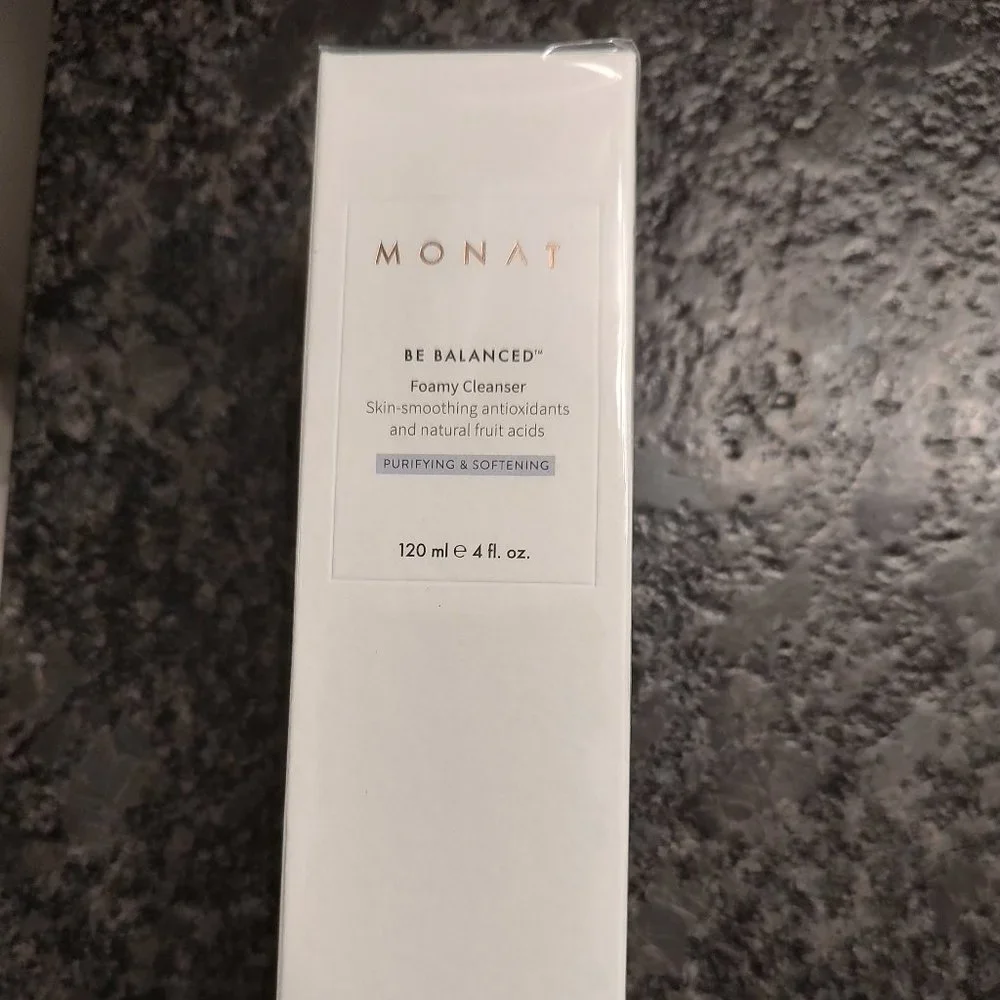 MONAT
BE BALANCED™
Foamy Cleanser
Skin-smoothing antioxidants
and natural fruit acids
PURIFYING & SOFTENING
120 ml ℮ 4 fl. oz.